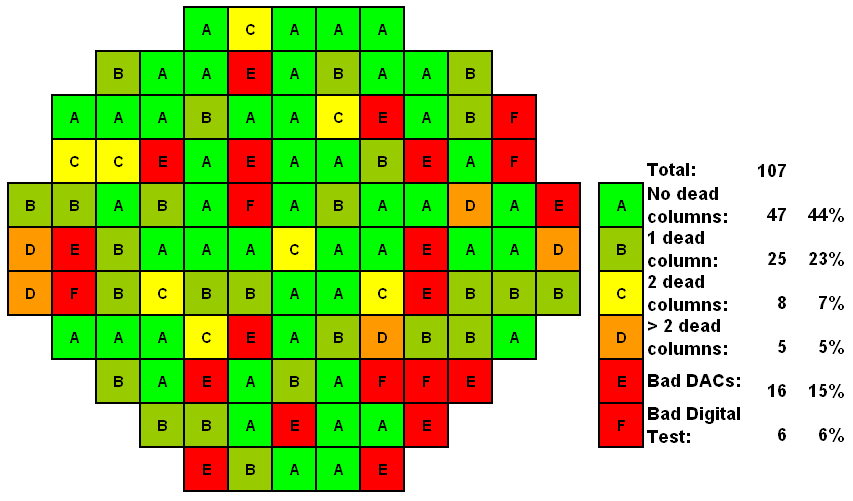 A C A A A
B A A E A B A A B
A A A B A A C E A B F
C C E A E A A B E A F
B B A B A F A B A A D A E
D E B A A A C A A E A A D
D F B C B B A A C E B B B
A A A C E A B D B B A
B A E A B A F F E
B B A E A A E
E B A A E
Total: 107
A No dead
columns: 47 44%
B 1 dead
column: 25 23%
C 2 dead
columns: 8 7%
D > 2 dead
columns: 5 5%
E Bad DACs: 16 15%
F Bad Digital
Test: 6 6%